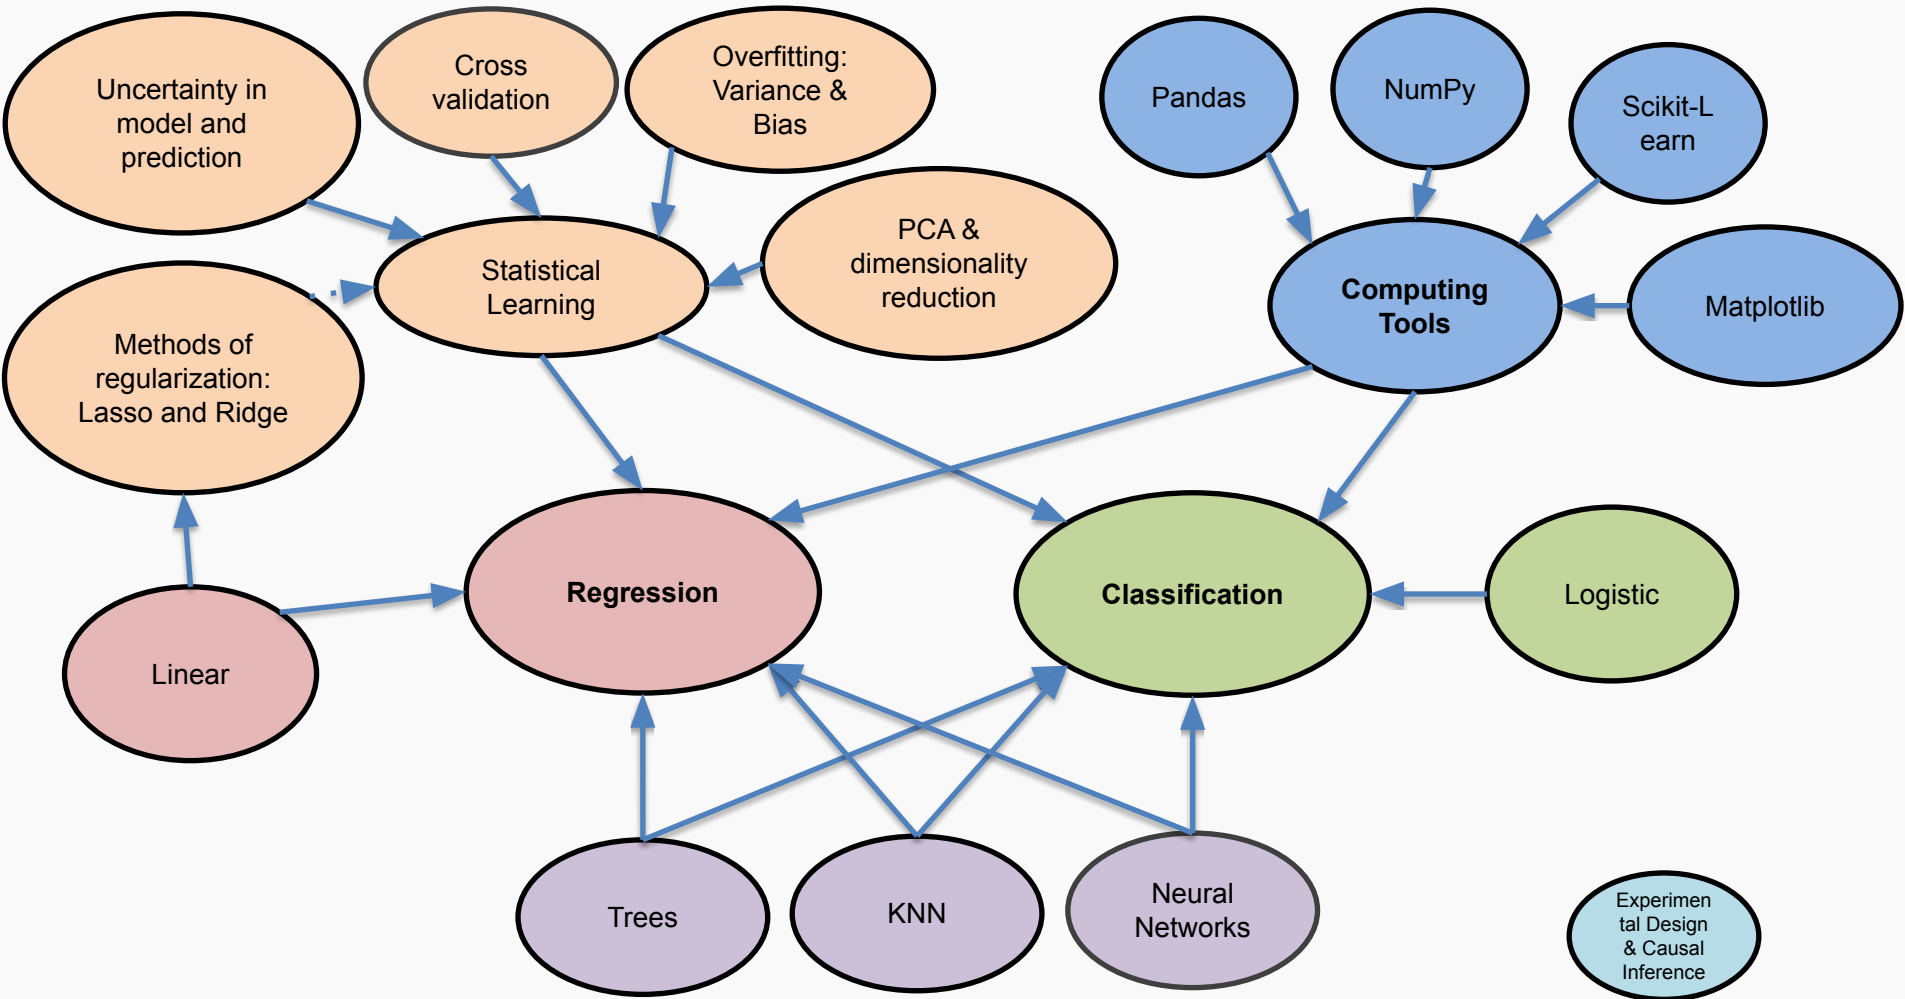 Uncertainty in
model and
prediction
Cross
validation
Overfitting:
Variance &
Bias
Pandas
NumPy
Scikit-L
earn
PCA &
dimensionality
reduction
Statistical
Learning
Computing
Tools
Matplotlib
Methods of
regularization:
Lasso and Ridge
Regression
Classification
Logistic
Linear
Trees
KNN
Neural
Networks
Experimen
tal Design
& Causal
Inference